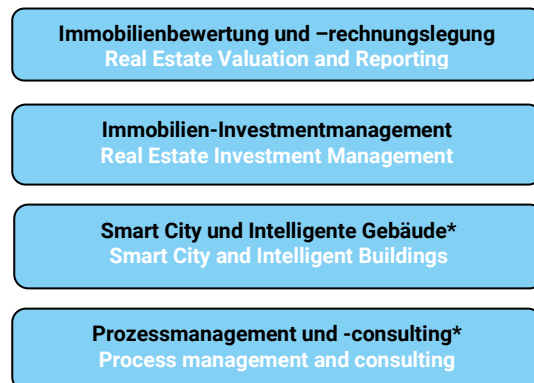 Immobilienbewertung und –rechnungslegung
Real Estate Valuation and Reporting
Immobilien-Investmentmanagement
Real Estate Investment Management
Smart City und Intelligente Gebäude*
Smart City and Intelligent Buildings
Prozessmanagement und -consulting*
Process management and consulting